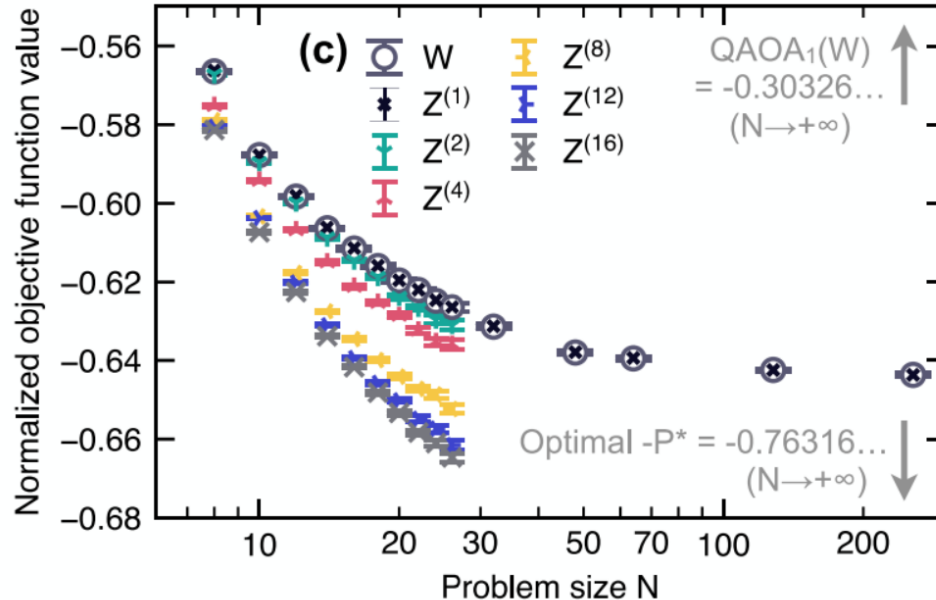 Normalized objective function value
−0.56
−0.58
−0.60
−0.62
−0.64
−0.66
−0.68
(c)
W
Z(1)
Z(2)
Z(4)
Z(8)
Z(12)
Z(16)
QAOA₁(W)
= -0.30326...
(N→+∞)
Optimal -P* = -0.76316...
(N→+∞)
10 20 30 50 70 100 200
Problem size N